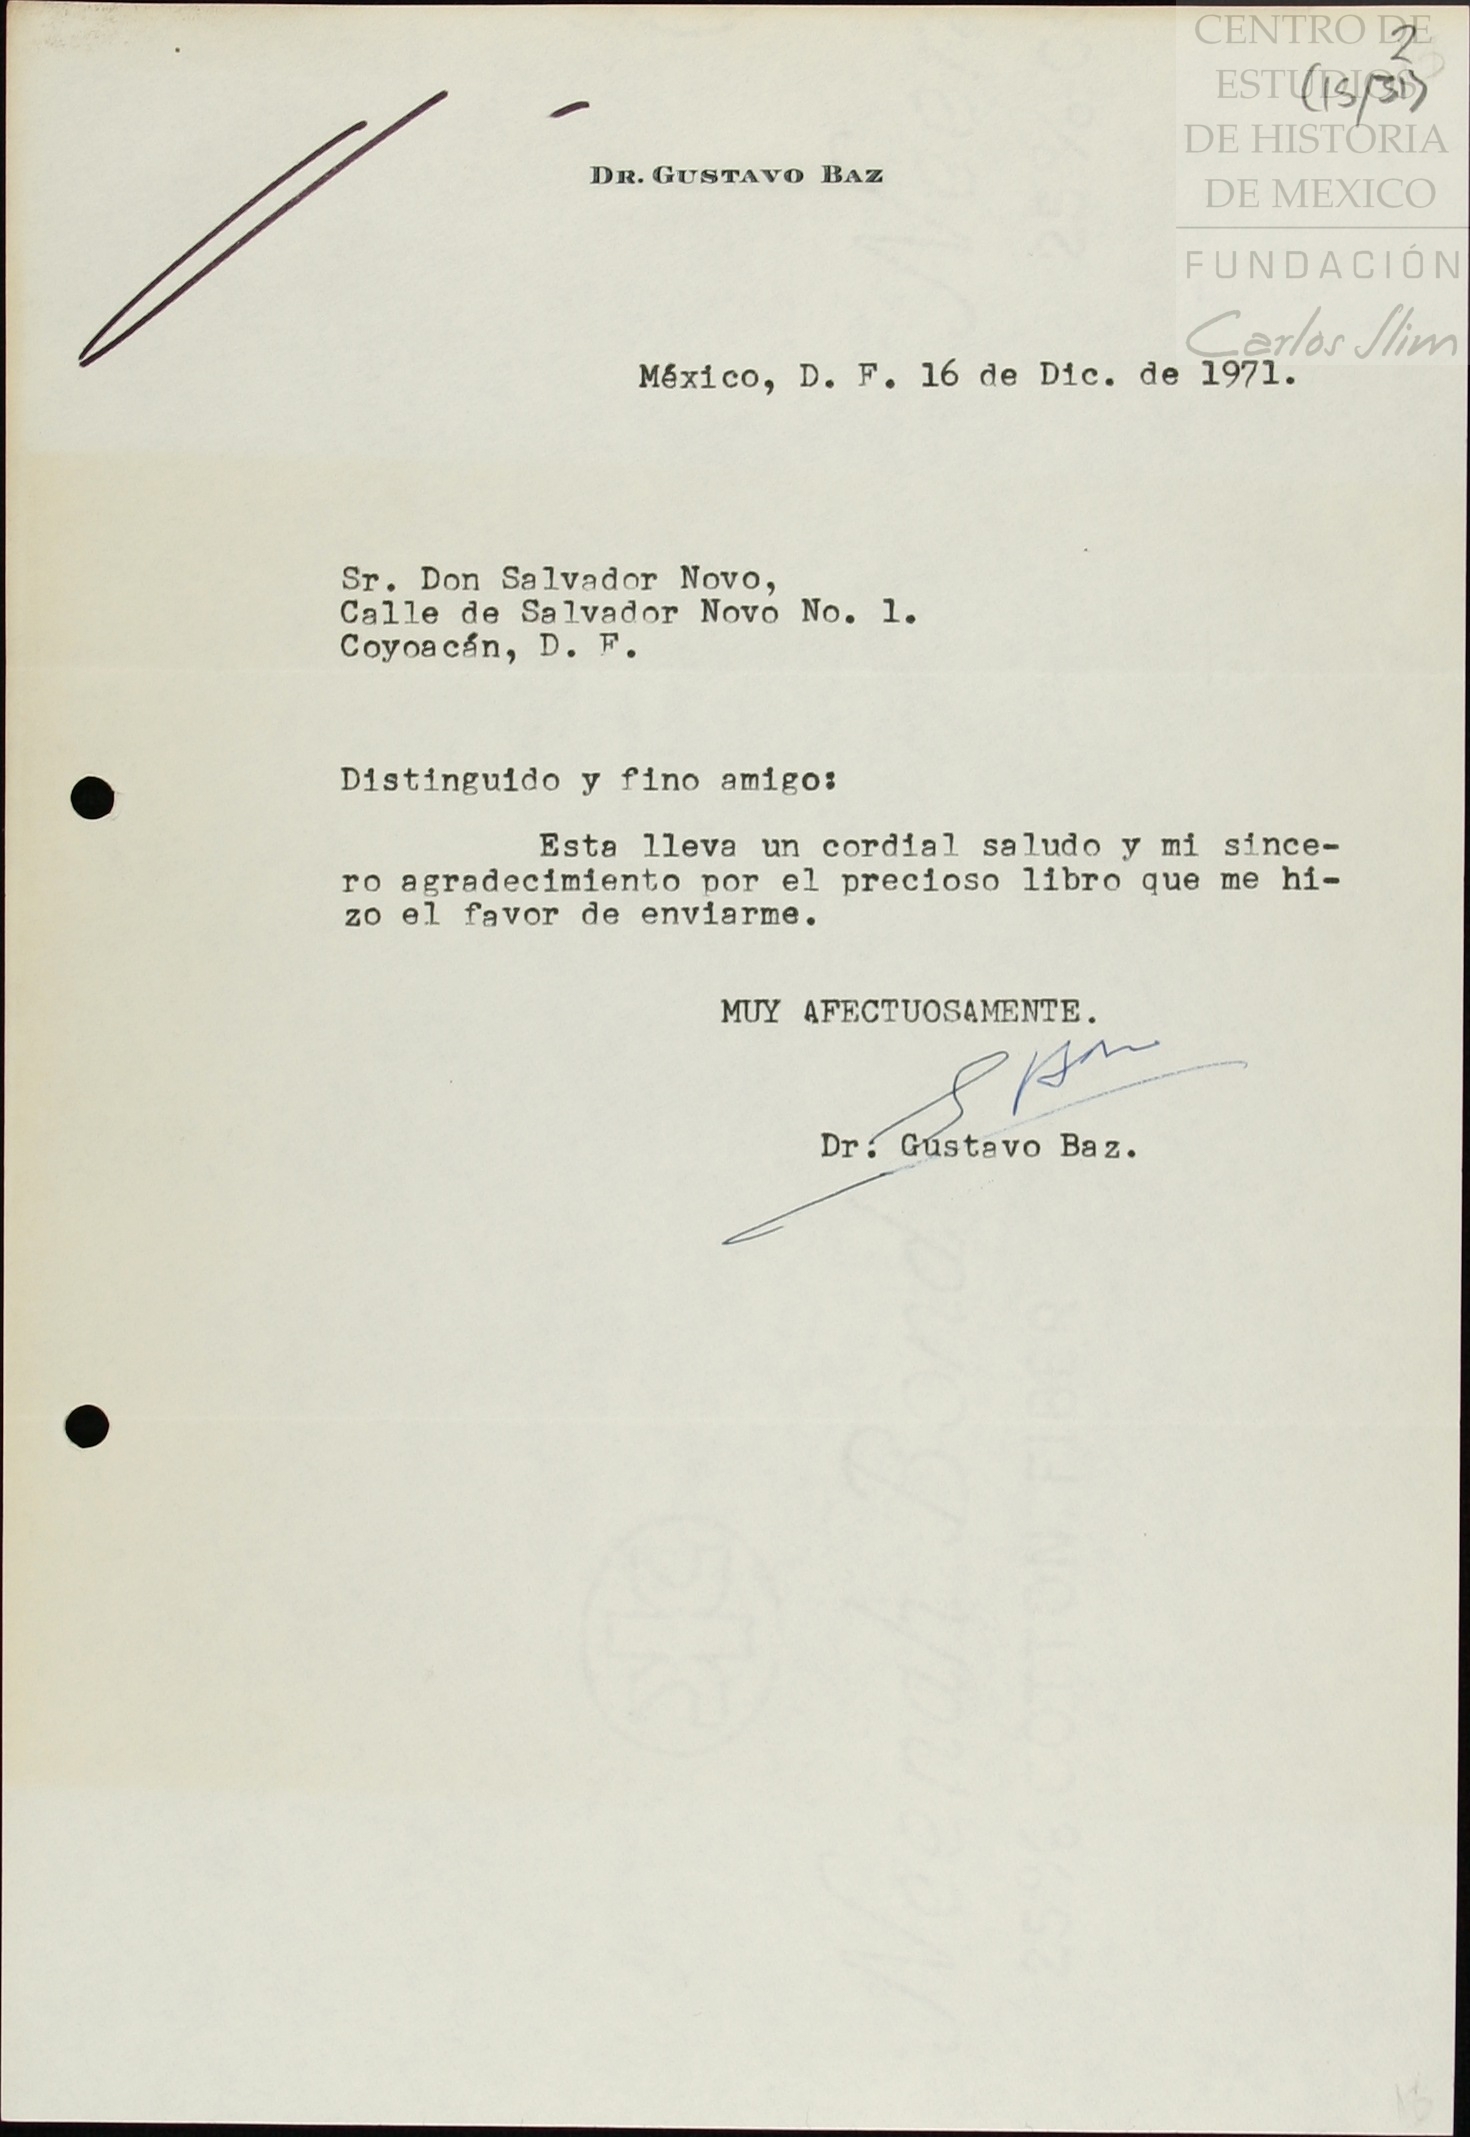 CENTRO DE
ESTUDIOS
DE HISTORIA
DE MEXICO
FUNDACIÓN
Carlos Slim
2
(15/31)
DR. GUSTAVO BAZ
México, D. F. 16 de Dic. de 1971.
Sr. Don Salvador Novo,
Calle de Salvador Novo No. 1.
Coyoacán, D. F.
Distinguido y fino amigo:
Esta lleva un cordial saludo y mi since-
ro agradecimiento por el precioso libro que me hi-
zo el favor de enviarme.
MUY AFECTUOSAMENTE.
Dr. Gustavo Baz.